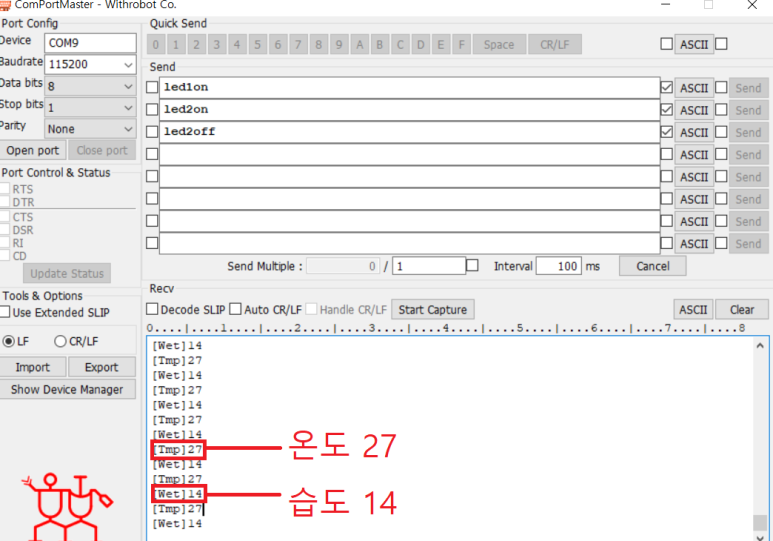 ComPortMaster - Withrobot Co.
Port Config
Device COM9
Baudrate 115200
Data bits 8
Stop bits 1
Parity None
Open port Close port
Port Control & Status
RTS
DTR
CTS
DSR
RI
CD
Update Status
Tools & Options
Use Extended SLIP
LF CR/LF
Import Export
Show Device Manager
Quick Send
0 1 2 3 4 5 6 7 8 9 A B C D E F Space CR/LF ASCII
Send
led1on ASCII Send
led2on ASCII Send
led2off ASCII Send
ASCII Send
ASCII Send
ASCII Send
ASCII Send
ASCII Send
Send Multiple : 0 / 1 Interval 100 ms Cancel
Recv
Decode SLIP Auto CR/LF Handle CR/LF Start Capture ASCII Clear
0....|....1....|....2....|....3....|....4....|....5....|....6....|....7....|....8
[Wet]14
[Tmp]27
[Wet]14
[Tmp]27
[Wet]14
[Tmp]27
[Wet]14
[Tmp]27 온도 27
[Wet]14
[Tmp]27
[Wet]14 습도 14
[Tmp]27
[Wet]14